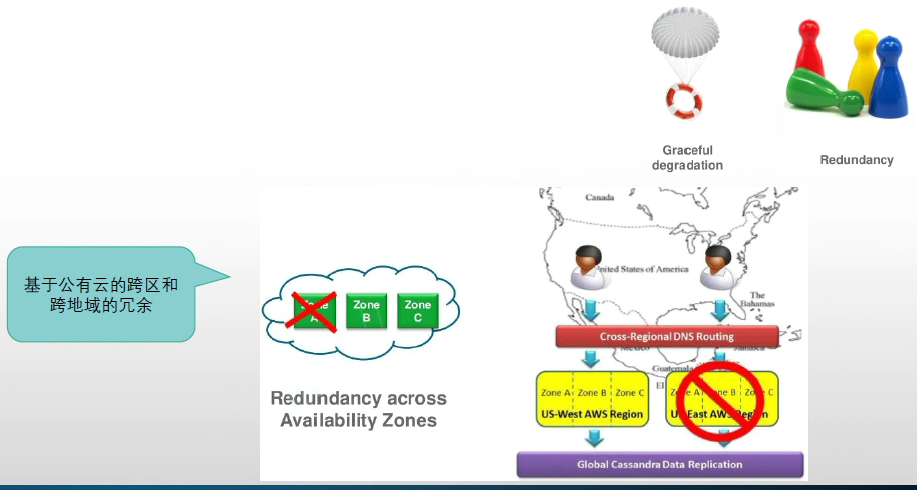 Graceful
degradation
Redundancy
基于公有云的跨区和
跨地域的冗余
Zone
A
Zone
B
Zone
C
Redundancy across
Availability Zones
Canada
United States of America
The
Bahamas
Cross-Regional DNS Routing
Mexico
Jamaica
Guatemala
El
Zone A
Zone B
Zone C
US-West AWS Region
Zone A
Zone B
Zone C
US-East AWS Region
Global Cassandra Data Replication